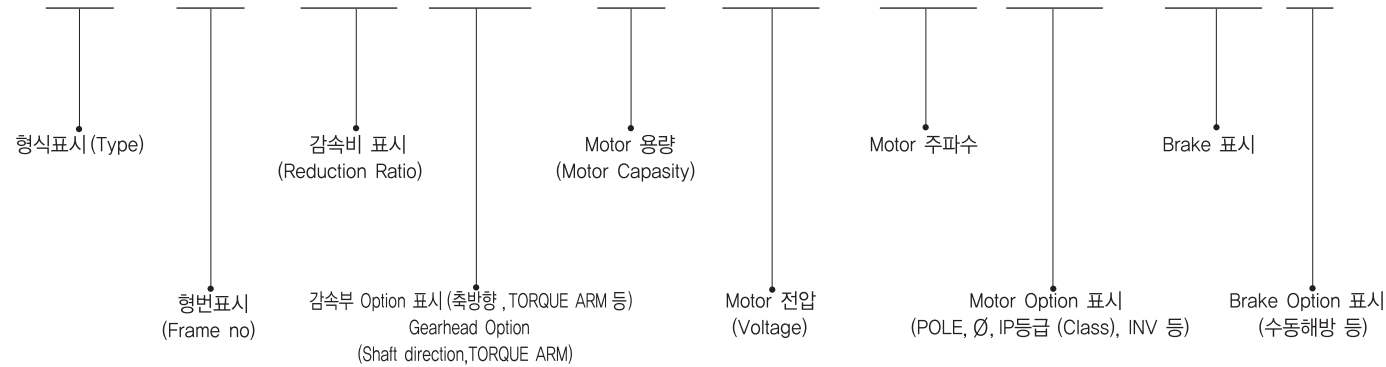 형식표시(Type)
감속비 표시
(Reduction Ratio)
Motor 용량
(Motor Capasity)
Motor 주파수
Brake 표시
형번표시
(Frame no)
감속부 Option 표시(축방향, TORQUE ARM 등)
Gearhead Option
(Shaft direction,TORQUE ARM)
Motor 전압
(Voltage)
Motor Option 표시
(POLE, Ø, IP등급 (Class), INV 등)
Brake Option 표시
(수동해방 등)